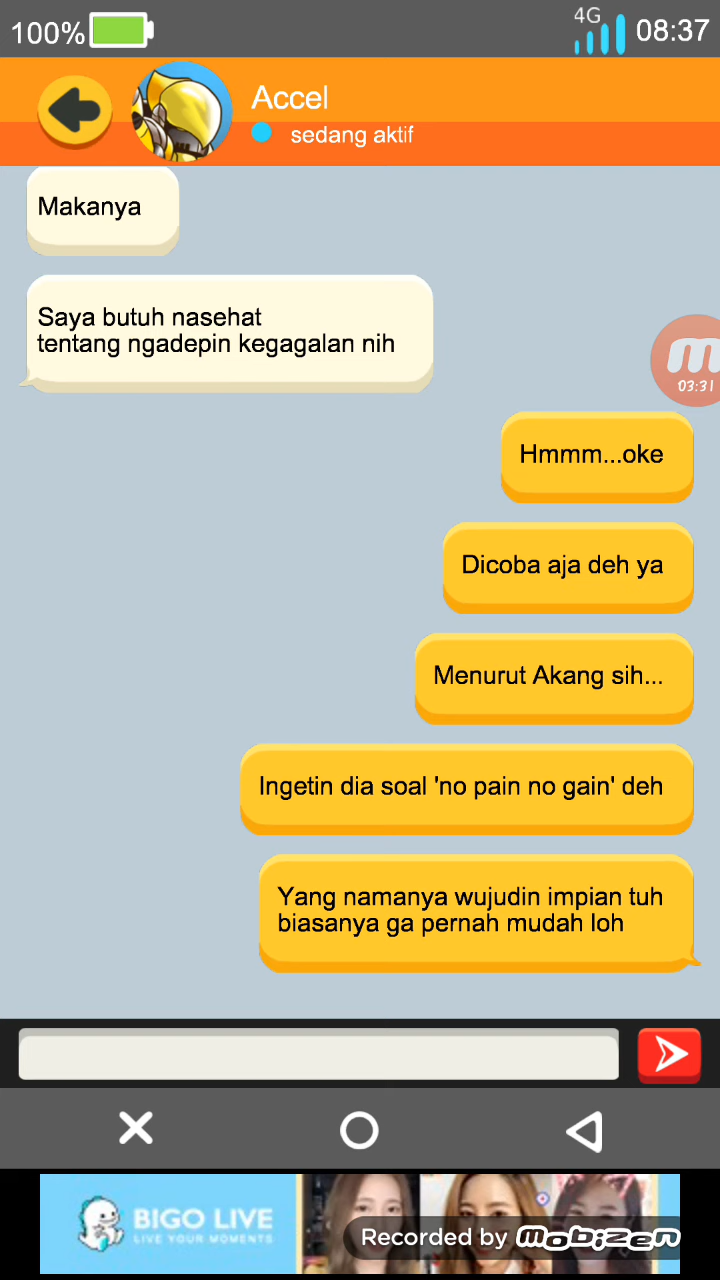 100%
4G
08:37
Accel
sedang aktif
Makanya
Saya butuh nasehat
tentang ngadepin kegagalan nih
03:31
Hmmm...oke
Dicoba aja deh ya
Menurut Akang sih...
Ingetin dia soal 'no pain no gain' deh
Yang namanya wujudin impian tuh
biasanya ga pernah mudah loh
BIGO LIVE
LIVE YOUR MOMENTS
Recorded by mobizen